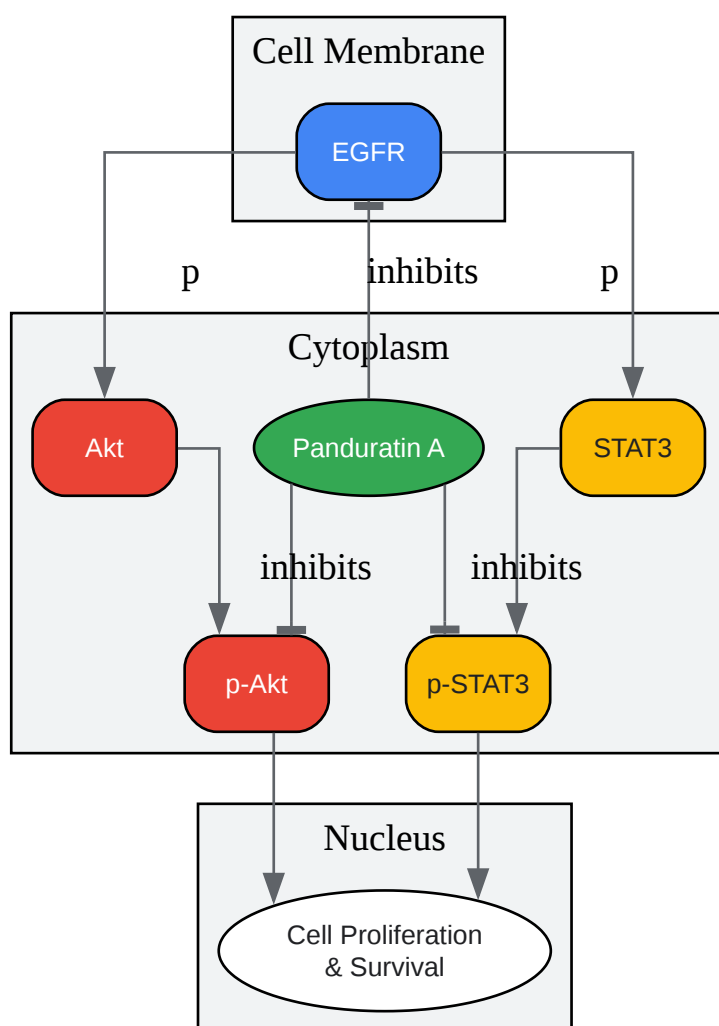 Cell Membrane
EGFR
p
inhibits
p
Cytoplasm
Akt
Panduratin A
STAT3
inhibits
inhibits
p-Akt
p-STAT3
Nucleus
Cell Proliferation
& Survival